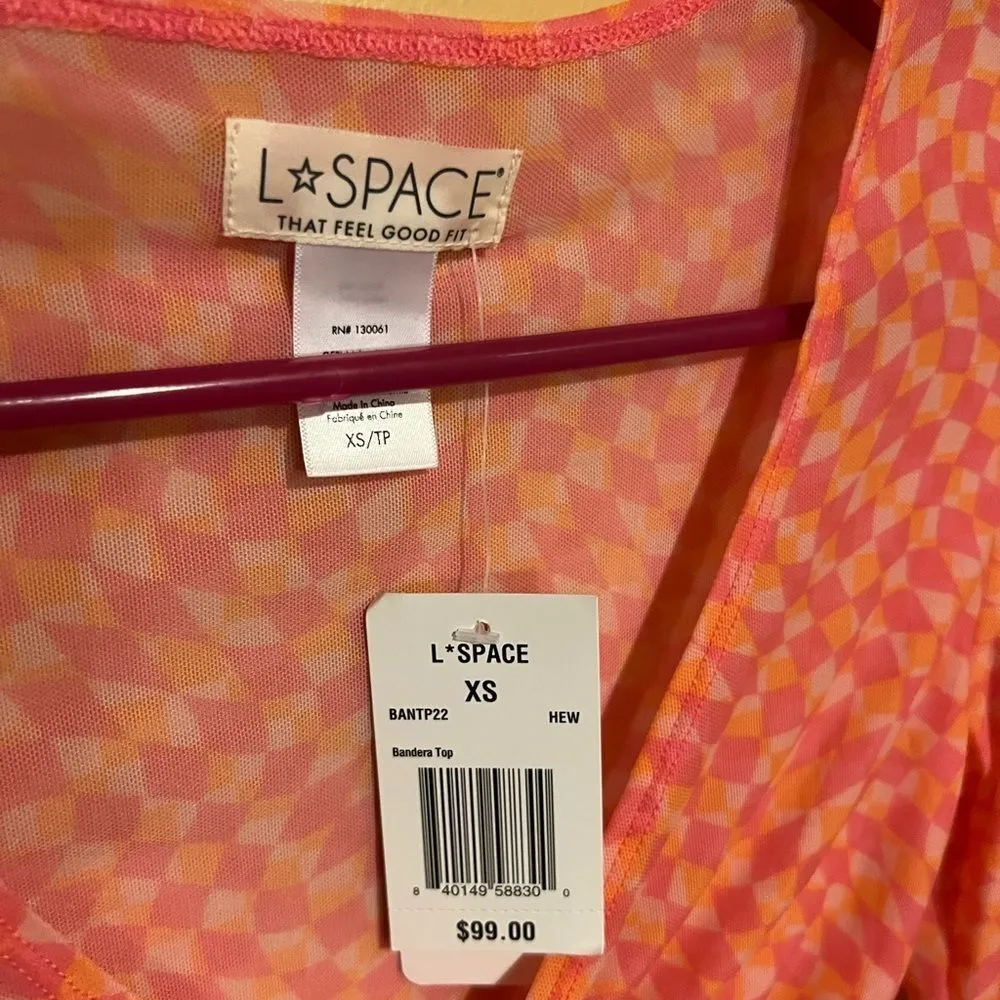 L☆SPACE®
THAT FEEL GOOD FIT
RN# 130061
Made in China
Fabriqué en Chine
XS/TP
L*SPACE
XS
BANTP22 HEW
Bandera Top
8 40149 58830 0
$99.00